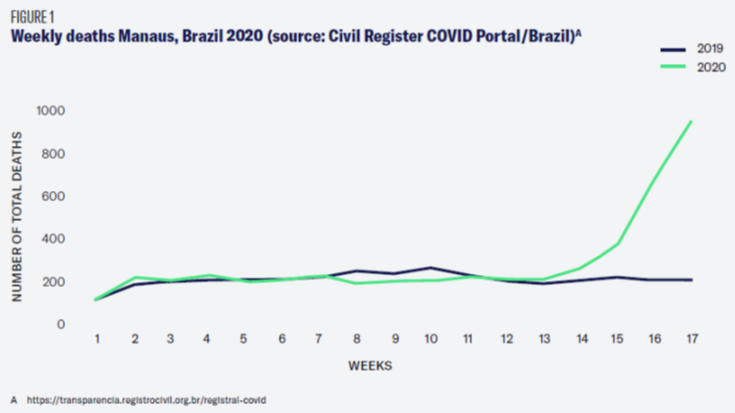 FIGURE 1
Weekly deaths Manaus, Brazil 2020 (source: Civil Register COVID Portal/Brazil)A
2019
2020
NUMBER OF TOTAL DEATHS
1000
800
600
400
200
0
1 2 3 4 5 6 7 8 9 10 11 12 13 14 15 16 17
WEEKS
A https://transparencia.registrocivil.org.br/registral-covid